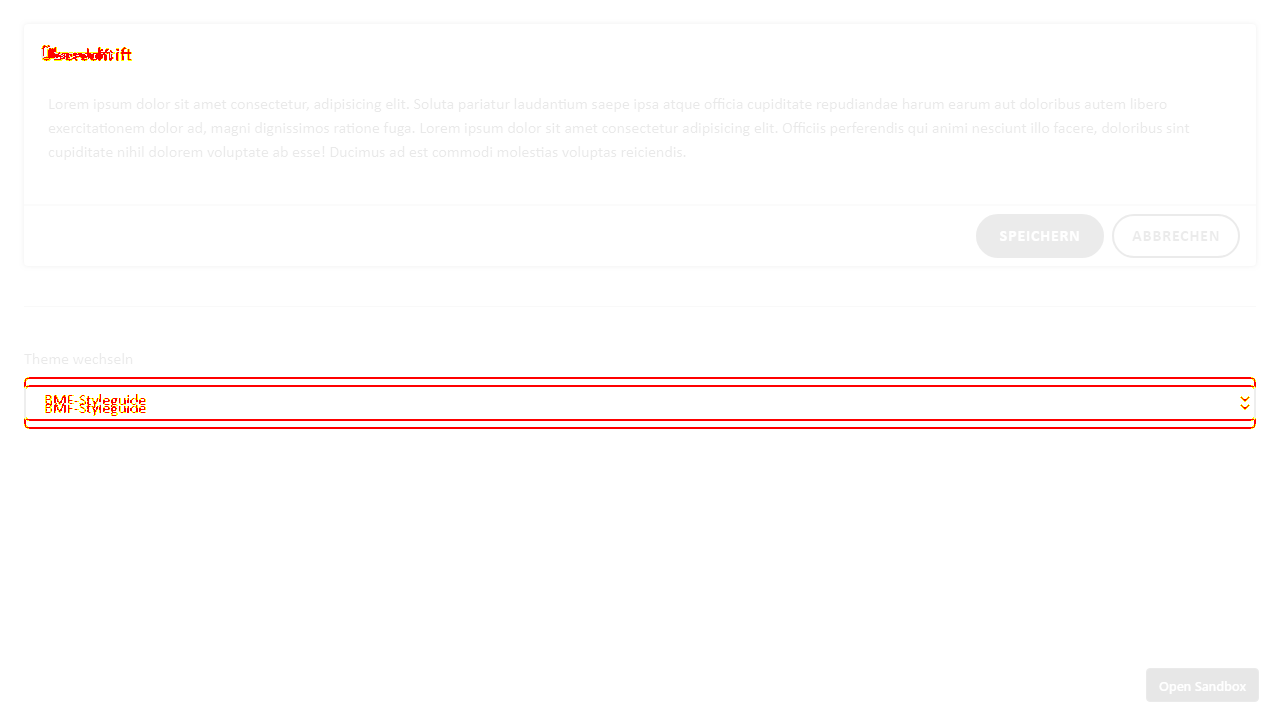 Lorem ipsum dolor sit amet consectetur, adipisicing elit. Soluta pariatur laudantium saepe ipsa atque officia cupiditate repudiandae harum earum aut doloribus autem libero
exercitationem dolor ad, magni dignissimos ratione fuga. Lorem ipsum dolor sit amet consectetur adipisicing elit. Officiis perferendis qui animi nesciunt illo facere, doloribus sint
cupiditate nihil dolorem voluptate ab esse! Ducimus ad est commodi molestias voluptas reiciendis.
SPEICHERN ABBRECHEN
Theme wechseln
BMF-Styleguide
BMF-Styleguide
Open Sandbox